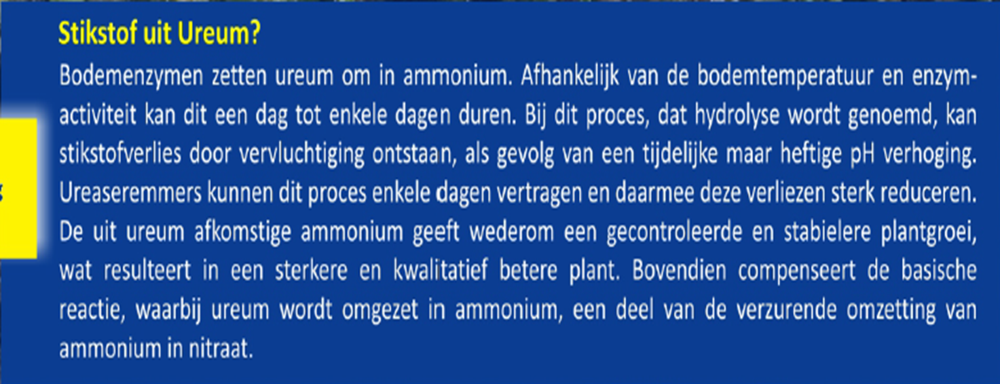 Stikstof uit Ureum?
Bodemenzymen zetten ureum om in ammonium. Afhankelijk van de bodemtemperatuur en enzym-
activiteit kan dit een dag tot enkele dagen duren. Bij dit proces, dat hydrolyse wordt genoemd, kan
stikstofverlies door vervluchtiging ontstaan, als gevolg van een tijdelijke maar heftige pH verhoging.
Ureaseremmers kunnen dit proces enkele dagen vertragen en daarmee deze verliezen sterk reduceren.
De uit ureum afkomstige ammonium geeft wederom een gecontroleerde en stabielere plantgroei,
wat resulteert in een sterkere en kwalitatief betere plant. Bovendien compenseert de basische
reactie, waarbij ureum wordt omgezet in ammonium, een deel van de verzurende omzetting van
ammonium in nitraat.